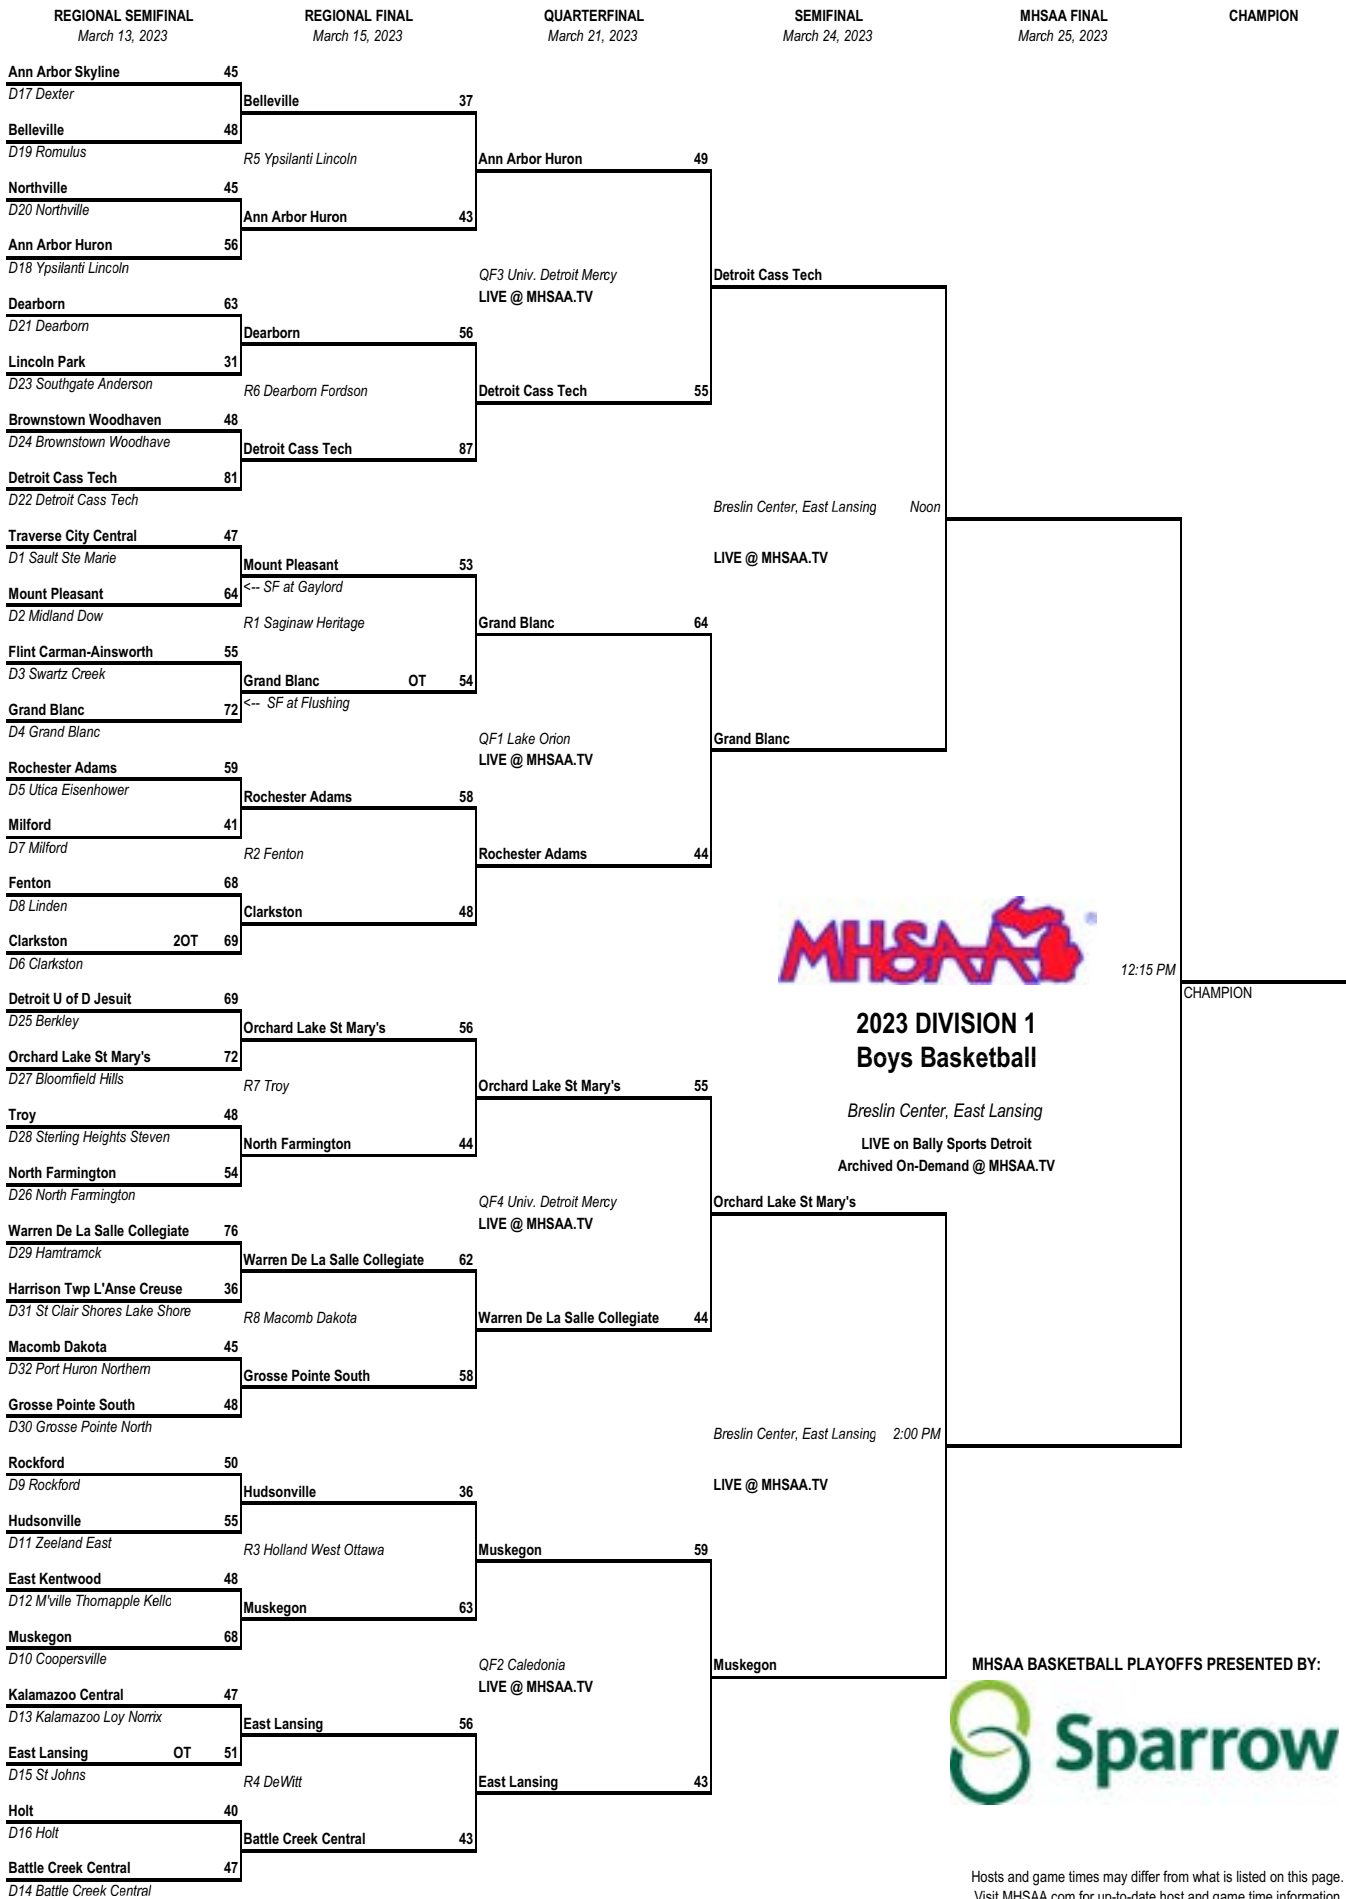 REGIONAL SEMIFINAL REGIONAL FINAL QUARTERFINAL SEMIFINAL MHSAA FINAL CHAMPION
March 13, 2023 March 15, 2023 March 21, 2023 March 24, 2023 March 25, 2023
Ann Arbor Skyline 45
D17 Dexter
Belleville 37
Belleville 48
D19 Romulus
R5 Ypsilanti Lincoln
Ann Arbor Huron 49
Northville 45
D20 Northville
Ann Arbor Huron 43
Ann Arbor Huron 56
D18 Ypsilanti Lincoln
QF3 Univ. Detroit Mercy
Detroit Cass Tech
LIVE @ MHSAA.TV
Dearborn 63
D21 Dearborn
Dearborn 56
Lincoln Park 31
D23 Southgate Anderson
R6 Dearborn Fordson
Detroit Cass Tech 55
Brownstown Woodhaven 48
D24 Brownstown Woodhave
Detroit Cass Tech 87
Detroit Cass Tech 81
D22 Detroit Cass Tech
Breslin Center, East Lansing Noon
Traverse City Central 47
D1 Sault Ste Marie
LIVE @ MHSAA.TV
Mount Pleasant 53
<-- SF at Gaylord
Mount Pleasant 64
D2 Midland Dow
R1 Saginaw Heritage
Grand Blanc 64
Flint Carman-Ainsworth 55
D3 Swartz Creek
Grand Blanc OT 54
<-- SF at Flushing
Grand Blanc 72
D4 Grand Blanc
QF1 Lake Orion
Grand Blanc
LIVE @ MHSAA.TV
Rochester Adams 59
D5 Utica Eisenhower
Rochester Adams 58
Milford 41
D7 Milford
R2 Fenton
Rochester Adams 44
Fenton 68
D8 Linden
Clarkston 48
Clarkston 2OT 69
D6 Clarkston
MHSAA
12:15 PM
CHAMPION
2023 DIVISION 1
Boys Basketball
Breslin Center, East Lansing
LIVE on Bally Sports Detroit
Archived On-Demand @ MHSAA.TV
Detroit U of D Jesuit 69
D25 Berkley
Orchard Lake St Mary's 56
Orchard Lake St Mary's 72
D27 Bloomfield Hills
R7 Troy
Orchard Lake St Mary's 55
Troy 48
D28 Sterling Heights Steven
North Farmington 44
North Farmington 54
D26 North Farmington
QF4 Univ. Detroit Mercy
Orchard Lake St Mary's
LIVE @ MHSAA.TV
Warren De La Salle Collegiate 76
D29 Hamtramck
Warren De La Salle Collegiate 62
Harrison Twp L'Anse Creuse 36
D31 St Clair Shores Lake Shore
R8 Macomb Dakota
Warren De La Salle Collegiate 44
Macomb Dakota 45
D32 Port Huron Northern
Grosse Pointe South 58
Grosse Pointe South 48
D30 Grosse Pointe North
Breslin Center, East Lansing 2:00 PM
Rockford 50
D9 Rockford
LIVE @ MHSAA.TV
Hudsonville 36
Hudsonville 55
D11 Zeeland East
R3 Holland West Ottawa
Muskegon 59
East Kentwood 48
D12 M'ville Thornapple Kello
Muskegon 63
Muskegon 68
D10 Coopersville
QF2 Caledonia
Muskegon
LIVE @ MHSAA.TV
Kalamazoo Central 47
D13 Kalamazoo Loy Norrix
East Lansing 56
East Lansing OT 51
D15 St Johns
R4 DeWitt
East Lansing 43
Holt 40
D16 Holt
Battle Creek Central 43
Battle Creek Central 47
D14 Battle Creek Central
MHSAA BASKETBALL PLAYOFFS PRESENTED BY:
Sparrow
Hosts and game times may differ from what is listed on this page.
Visit MHSAA.com for up-to-date host and game time information.